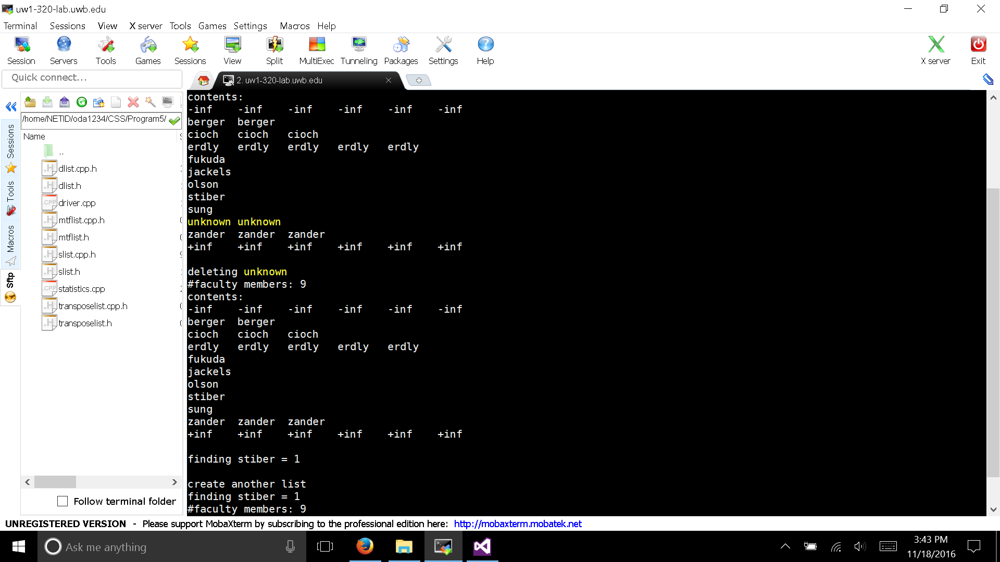 uw1-320-lab.uwb.edu
Terminal Sessions View X server Tools Games Settings Macros Help
Session Servers Tools Games Sessions View Split MultiExec Tunneling Packages Settings Help X server Exit
Quick connect...
2. uw1-320-lab.uwb.edu
/home/NETID/oda1234/CSS/Program5/
Name
..
dlist.cpp.h
dlist.h
driver.cpp
mtflist.cpp.h
mtflist.h
slist.cpp.h
slist.h
statistics.cpp
transposelist.cpp.h
transposelist.h
Sessions
Tools
Macros
Sftp
Follow terminal folder
contents:
-inf -inf -inf -inf -inf -inf
berger berger
cioch cioch cioch
erdly erdly erdly erdly erdly
fukuda
jackels
olson
stiber
sung
unknown unknown
zander zander zander
+inf +inf +inf +inf +inf +inf
deleting unknown
#faculty members: 9
contents:
-inf -inf -inf -inf -inf -inf
berger berger
cioch cioch cioch
erdly erdly erdly erdly erdly
fukuda
jackels
olson
stiber
sung
zander zander zander
+inf +inf +inf +inf +inf +inf
finding stiber = 1
create another list
finding stiber = 1
#faculty members: 9
UNREGISTERED VERSION - Please support MobaXterm by subscribing to the professional edition here: http://mobaxterm.mobatek.net
Ask me anything
3:43 PM
11/18/2016